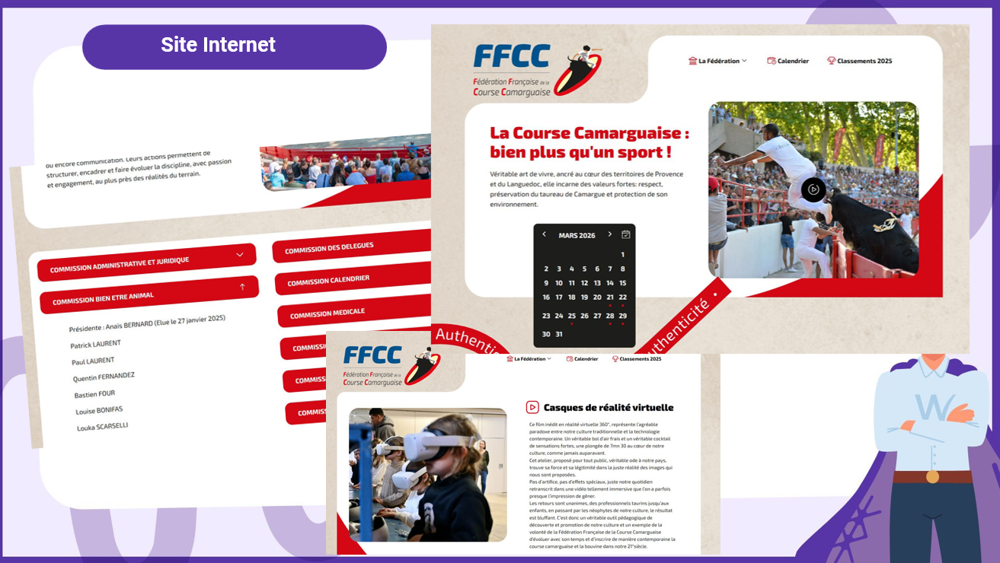 Site Internet
ou encore communication. Leurs actions permettent de
structurer, encadrer et faire évoluer la discipline, avec passion
et engagement, au plus près des réalités du terrain.
COMMISSION ADMINISTRATIVE ET JURIDIQUE
COMMISSION BIEN ETRE ANIMAL
Présidente : Anaïs BERNARD (Elue le 27 janvier 2025)
Patrick LAURENT
Paul LAURENT
Quentin FERNANDEZ
Bastien FOUR
Louise BONIFAS
Louka SCARSELLI
COMMISSION DES DELEGUES
COMMISSION CALENDRIER
COMMISSION MEDICALE
COMMISS
COMMISS
COMMISS
FFCC
Fédération Française de la
Course Camarguaise
La Fédération
Calendrier
Classements 2025
La Course Camarguaise :
bien plus qu'un sport !
Véritable art de vivre, ancré au cœur des territoires de Provence
et du Languedoc, elle incarne des valeurs fortes: respect,
préservation du taureau de Camargue et protection de son
environnement.
MARS 2026
1
2 3 4 5 6 7 8
9 10 11 12 13 14 15
16 17 18 19 20 21 22
23 24 25 26 27 28 29
30 31
Authentis
uthenticité •
FFCC
Fédération Française de la
Course Camarguaise
La Fédération
Calendrier
Classements 2025
Casques de réalité virtuelle
Ce film inédit en réalité virtuelle 360°, représente l'agréable
paradoxe entre notre culture traditionnelle et la technologie
contemporaine. Un véritable bol d'air frais et un véritable cocktail
de sensations fortes, une plongée de 7mn 30 au cœur de notre
culture, comme jamais auparavant.
Cet atelier, proposé pour tout public, véritable ode à notre pays,
trouve sa force et sa légitimité dans la juste réalité des images qui
nous sont proposées.
Pas d'artifice, pas d'effets spéciaux, juste notre quotidien
retranscrit dans une vidéo tellement immersive que l'on a parfois
presque l'impression de gêner.
Les retours sont unanimes, des professionnels taurins jusqu'aux
enfants, en passant par les néophytes de notre culture, le résultat
est bluffant. C'est donc un véritable outil pédagogique de
découverte et promotion de notre culture et un exemple de la
volonté de la Fédération Française de la Course Camarguaise
d'évoluer avec son temps et d'inscrire de manière contemporaine la
course camarguaise et la bouvine dans notre 21°siècle.
W